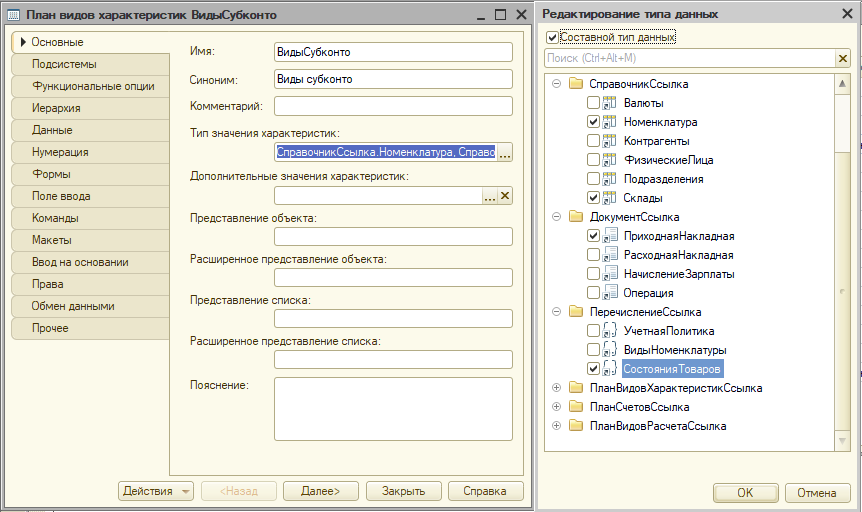 План видов характеристик ВидыСубконто
Основные
Подсистемы
Функциональные опции
Иерархия
Данные
Нумерация
Формы
Поле ввода
Команды
Макеты
Ввод на основании
Права
Обмен данными
Прочее
Имя:
ВидыСубконто
Синоним:
Виды субконто
Комментарий:
Тип значения характеристик:
СправочникСсылка.Номенклатура, Справо ...
Дополнительные значения характеристик:
...
Представление объекта:
Расширенное представление объекта:
Представление списка:
Расширенное представление списка:
Пояснение:
Действия
<Назад
Далее>
Закрыть
Справка
Редактирование типа данных
Составной тип данных
Поиск (Ctrl+Alt+M)
СправочникСсылка
Валюты
Номенклатура
Контрагенты
ФизическиеЛица
Подразделения
Склады
ДокументСсылка
ПриходнаяНакладная
РасходнаяНакладная
НачислениеЗарплаты
Операция
ПеречислениеСсылка
УчетнаяПолитика
ВидыНоменклатуры
СостоянияТоваров
ПланВидовХарактеристикСсылка
ПланСчетовСсылка
ПланВидовРасчетаСсылка
OK
Отмена